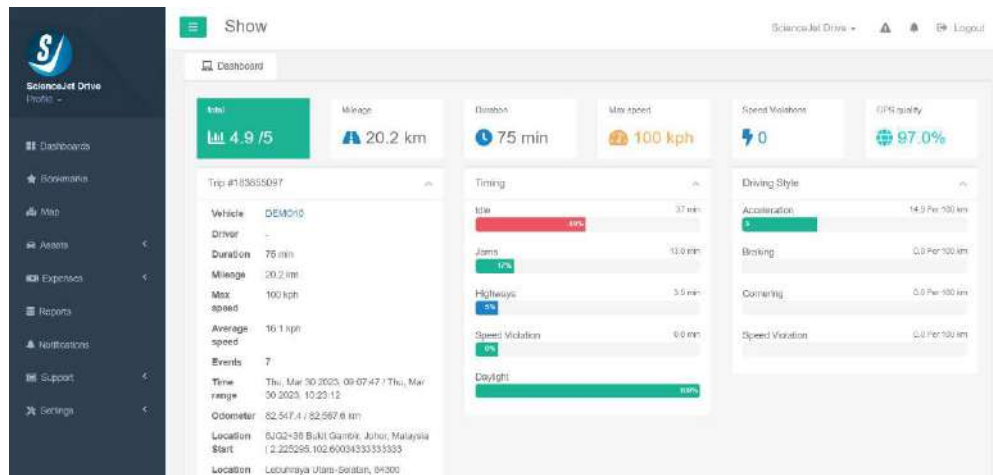 Show
ScienceJet Drive
Logout
SJ
ScienceJet Drive
Profile
Dashboards
Bookmarks
Map
Assets
Expenses
Reports
Notifications
Support
Settings
Dashboard
total
4.9 /5
Mileage
20.2 km
Duration
75 min
Max speed
100 kph
Speed Violations
0
GPS quality
97.0%
Trip #183855097
Vehicle DEMO10
Driver -
Duration 75 min
Mileage 20.2 km
Max speed 100 kph
Average speed 16.1 kph
Events 7
Time range Thu, Mar 30 2023, 09:07:47 / Thu, Mar
30 2023, 10:23:12
Odometer 82,547.4 / 82,567.6 km
Location Start 6JG2+38 Bukit Gambir, Johor, Malaysia
( 2.225295,102.60034333333333
Location Lebuhraya Utara-Selatan, 84300
Timing
Idle 37 min
49%
Jams 13.0 min
17%
Highways 3.5 min
5%
Speed Violation 0.0 min
0%
Daylight
100%
Driving Style
Acceleration 14.9 Per 100 km
3
Braking 0.0 Per 100 km
Cornering 0.0 Per 100 km
Speed Violation 0.0 Per 100 km